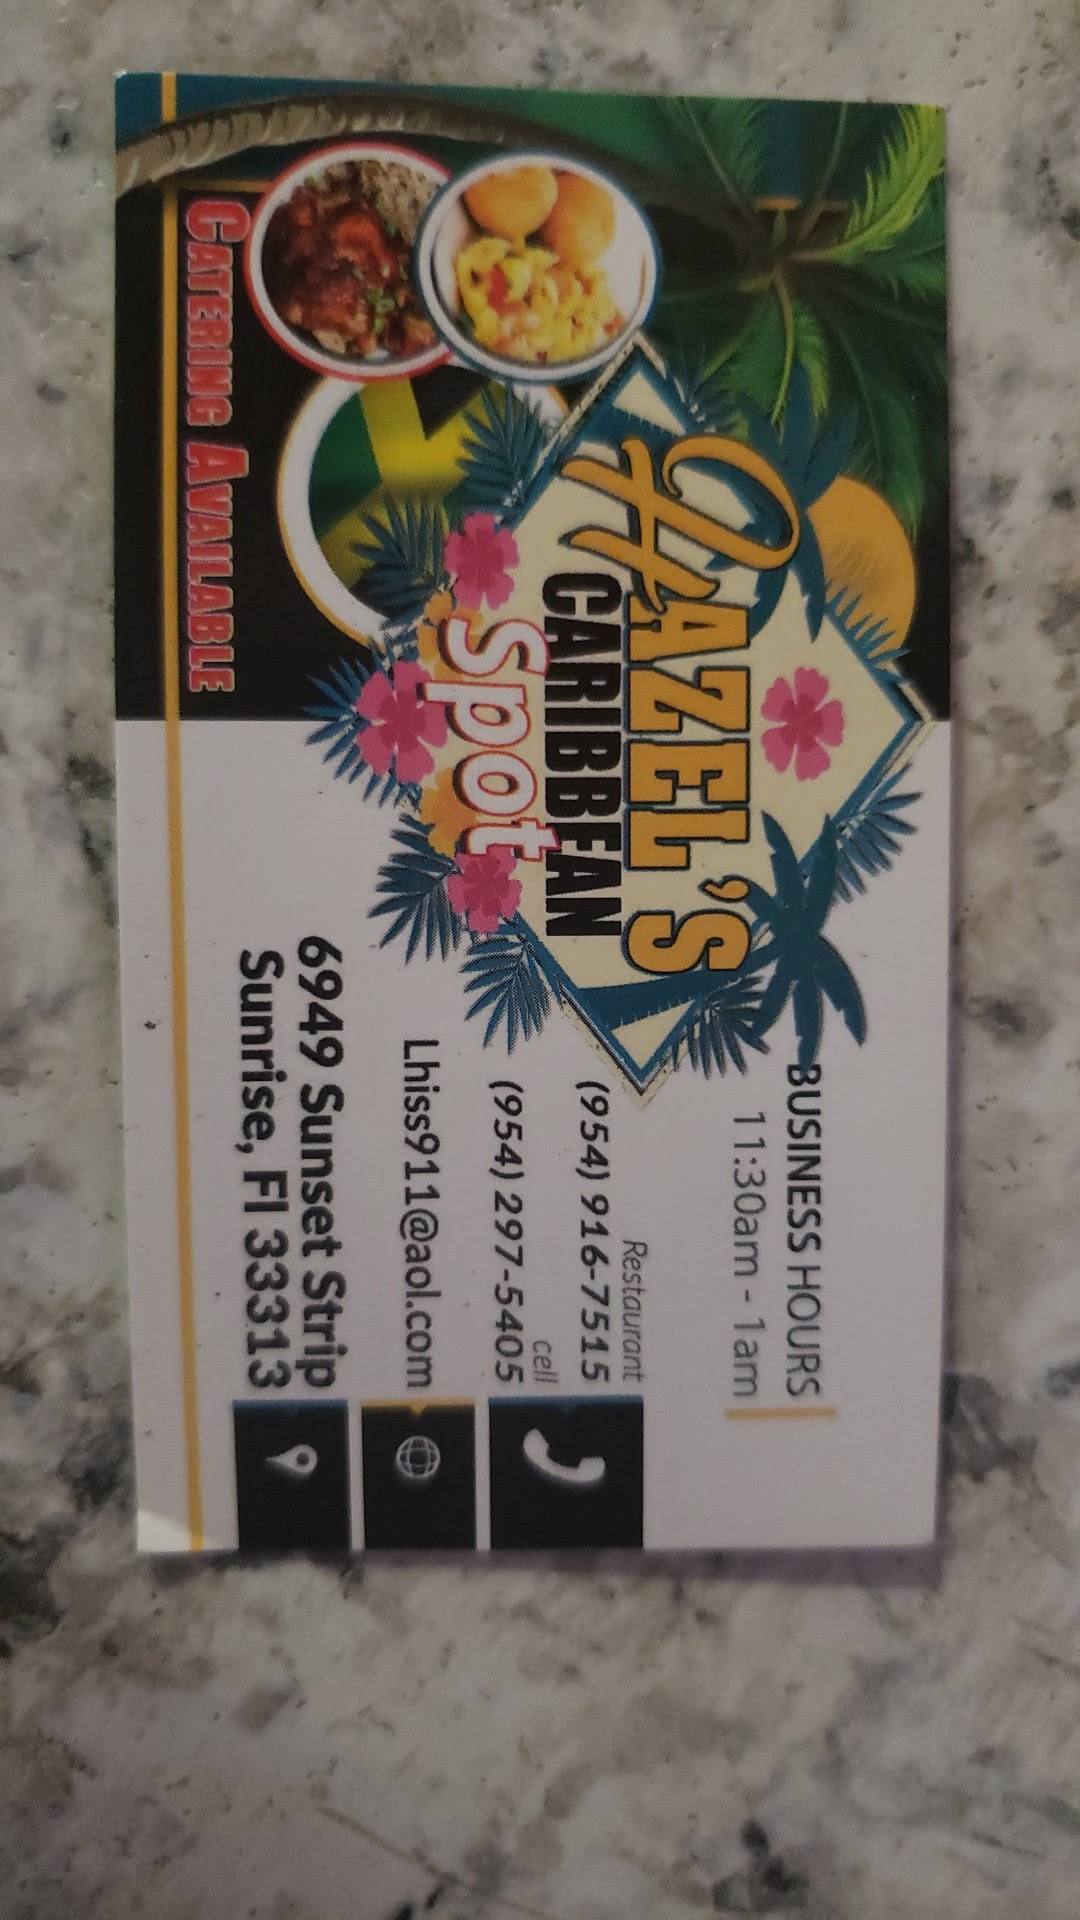 HAZEL'S
CARIBBEAN
Spot
CATERING AVAILABLE
BUSINESS HOURS
11:30am - 1am
Restaurant
(954) 916-7515
cell
(954) 297-5405
Lhiss911@aol.com
6949 Sunset Strip
Sunrise, Fl 33313